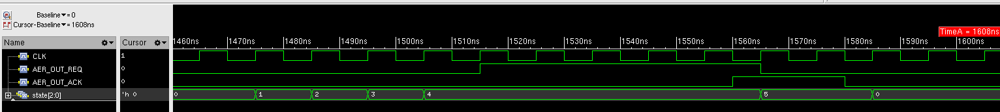 Baseline▼= 0
Cursor-Baseline▼= 1608ns
TimeA = 1608ns
Name Cursor 1460ns 1470ns 1480ns 1490ns 1500ns 1510ns 1520ns 1530ns 1540ns 1550ns 1560ns 1570ns 1580ns 1590ns 1600ns
CLK 1
AER_OUT_REQ 0
AER_OUT_ACK 0
state[2:0] 'h 0 0 1 2 3 4 5 0